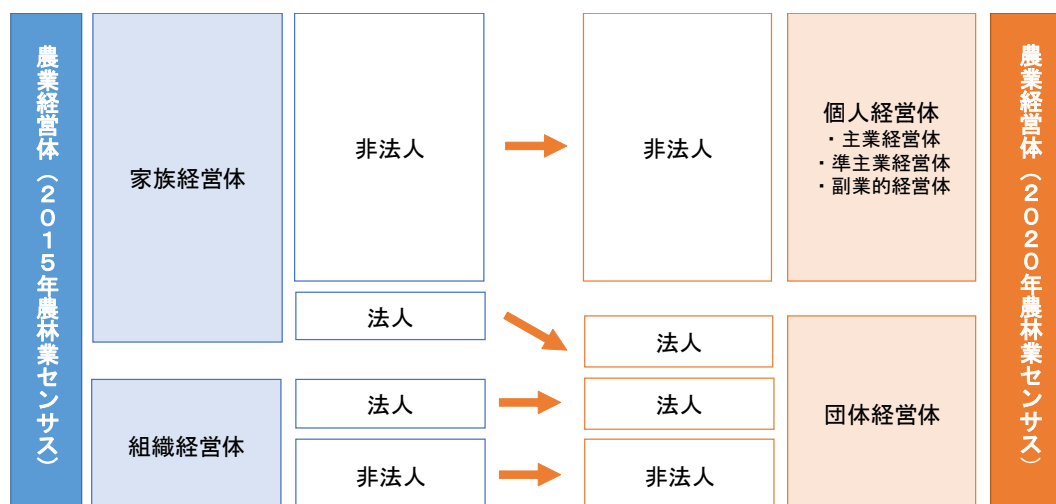 農業経営体（２０１５年農林業センサス）
家族経営体
非法人
法人
組織経営体
法人
非法人
非法人
個人経営体
・主業経営体
・準主業経営体
・副業的経営体
法人
法人
非法人
団体経営体
農業経営体（２０２０年農林業センサス）